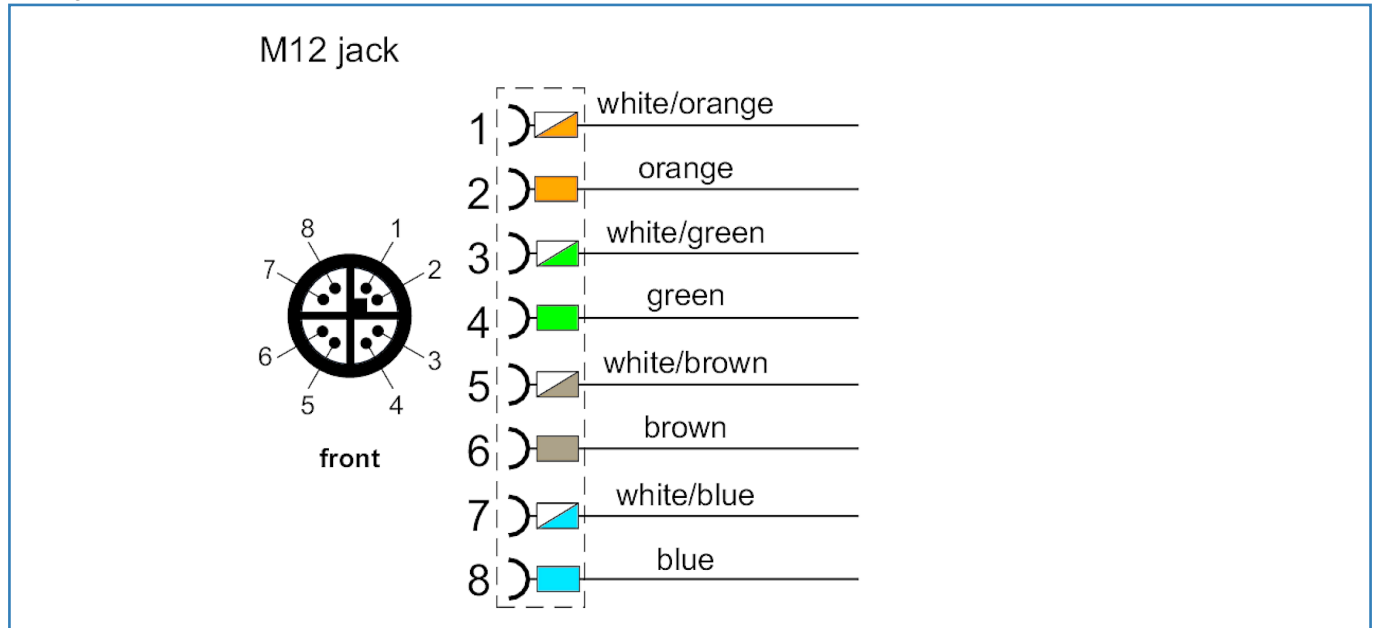 M12 jack
1 white/orange
2 orange
3 white/green
4 green
5 white/brown
6 brown
7 white/blue
8 blue
8 1
7 2
6 3
5 4
front